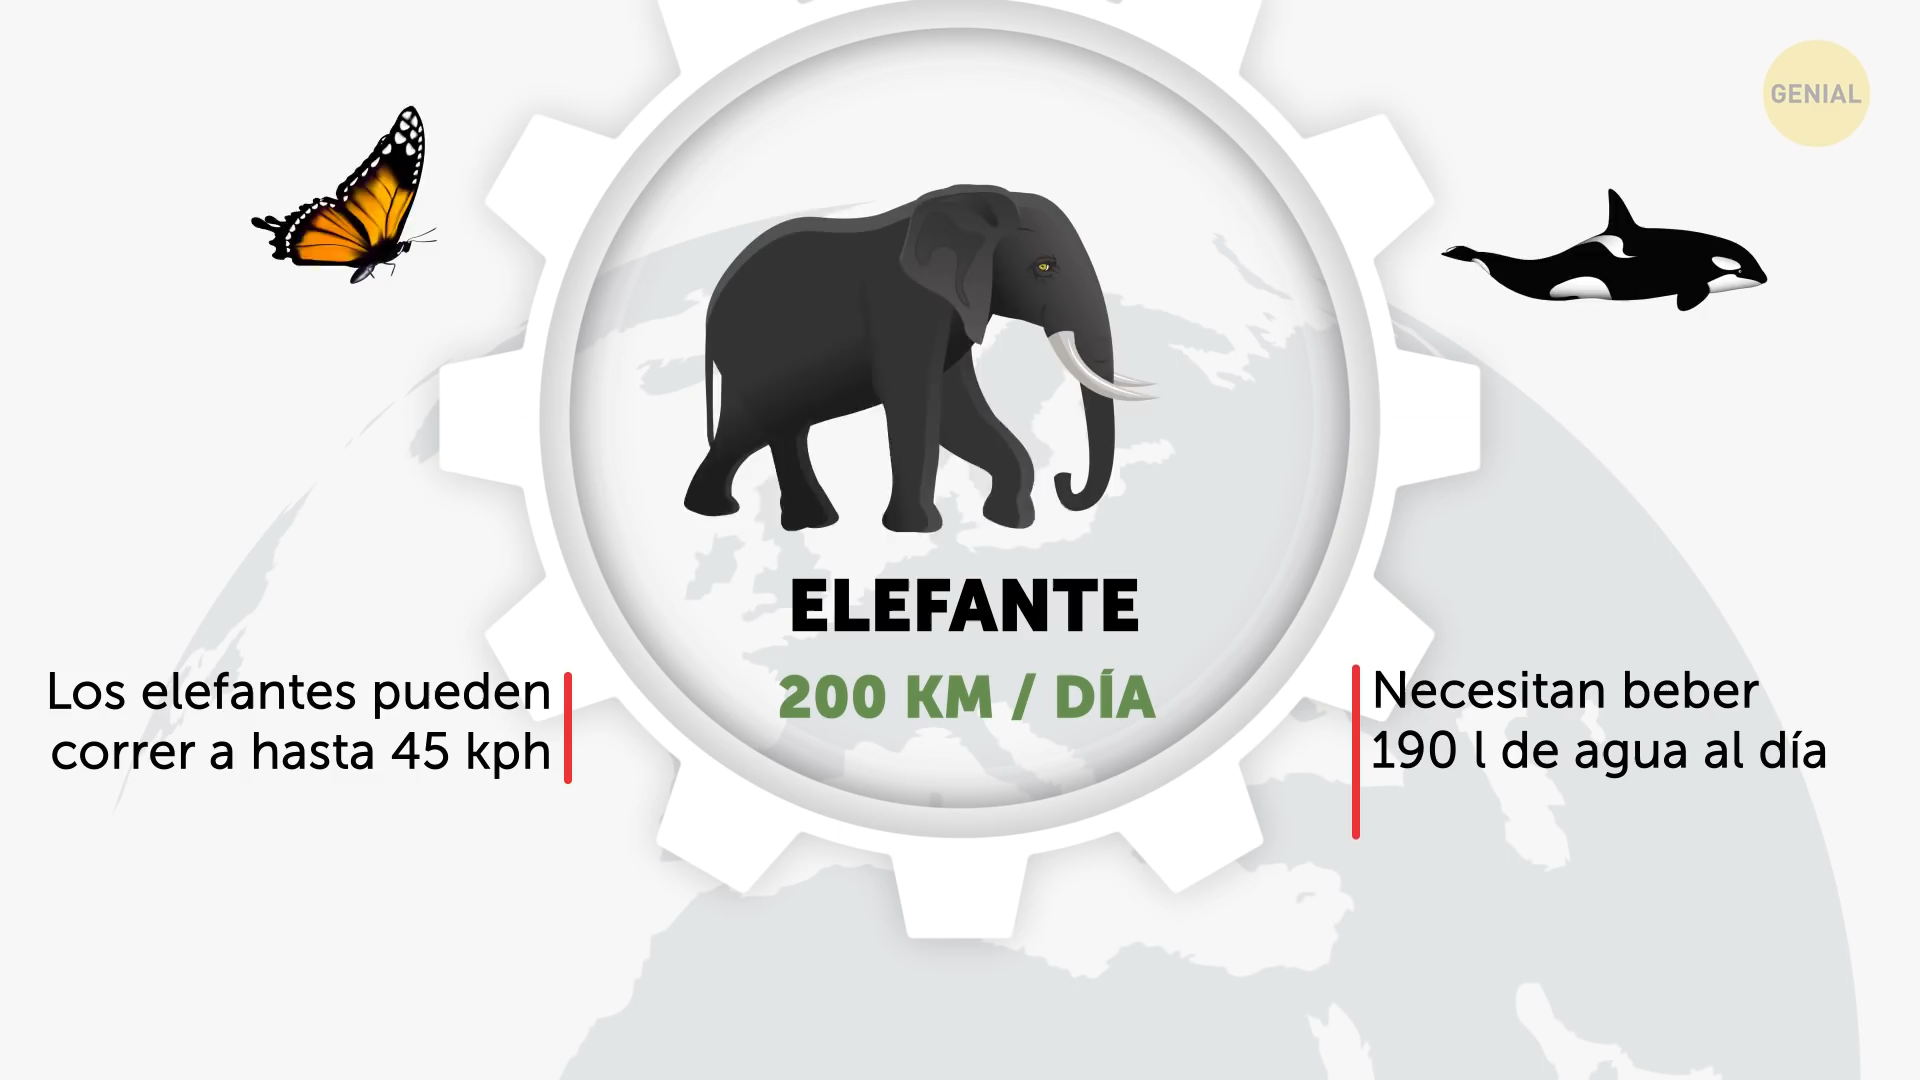 GENIAL
ELEFANTE
200 KM / DÍA
Los elefantes pueden
correr a hasta 45 kph
Necesitan beber
190 l de agua al día